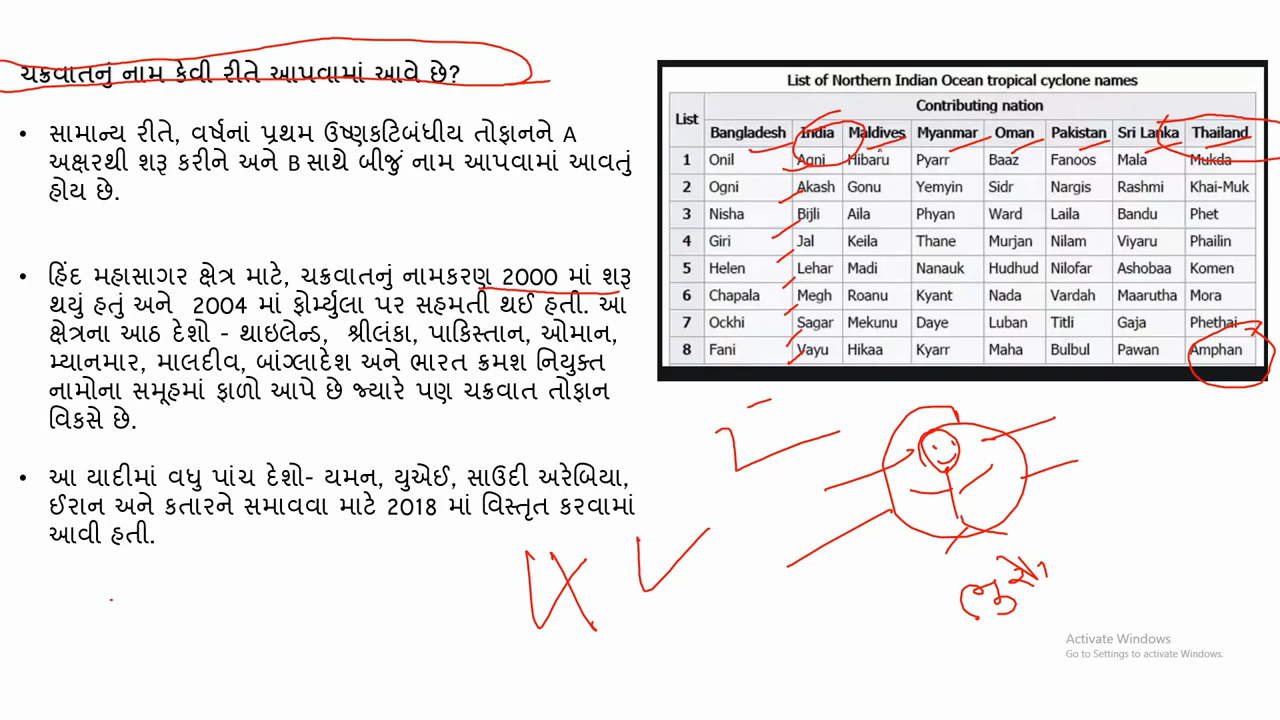 ચક્રવાતનું નામ કેવી રીતે આપવામાં આવે છે?
• સામાન્ય રીતે, વર્ષનાં પ્રથમ ઉષ્ણકટિબંધીય તોફાનને A
અક્ષરથી શરૂ કરીને અને B સાથે બીજું નામ આપવામાં આવતું
હોય છે.
• હિંદ મહાસાગર ક્ષેત્ર માટે, ચક્રવાતનું નામકરણ 2000 માં શરૂ
થયું હતું અને 2004 માં ફોર્મ્યુલા પર સહમતી થઈ હતી. આ
ક્ષેત્રના આઠ દેશો - થાઇલેન્ડ, શ્રીલંકા, પાકિસ્તાન, ઓમાન,
મ્યાનમાર, માલદીવ, બાંગ્લાદેશ અને ભારત ક્રમશ નિયુક્ત
નામોના સમૂહમાં ફાળો આપે છે જ્યારે પણ ચક્રવાત તોફાન
વિકસે છે.
• આ યાદીમાં વધુ પાંચ દેશો- યમન, યુએઈ, સાઉદી અરેબિયા,
ઈરાન અને કતારને સમાવવા માટે 2018 માં વિસ્તૃત કરવામાં
આવી હતી.
List of Northern Indian Ocean tropical cyclone names
List Contributing nation
Bangladesh India Maldives Myanmar Oman Pakistan Sri Lanka Thailand
1 Onil Agni Hibaru Pyarr Baaz Fanoos Mala Mukda
2 Ogni Akash Gonu Yemyin Sidr Nargis Rashmi Khai-Muk
3 Nisha Bijli Aila Phyan Ward Laila Bandu Phet
4 Giri Jal Keila Thane Murjan Nilam Viyaru Phailin
5 Helen Lehar Madi Nanauk Hudhud Nilofar Ashobaa Komen
6 Chapala Megh Roanu Kyant Nada Vardah Maarutha Mora
7 Ockhi Sagar Mekunu Daye Luban Titli Gaja Phethai
8 Fani Vayu Hikaa Kyarr Maha Bulbul Pawan Amphan
Activate Windows
Go to Settings to activate Windows.